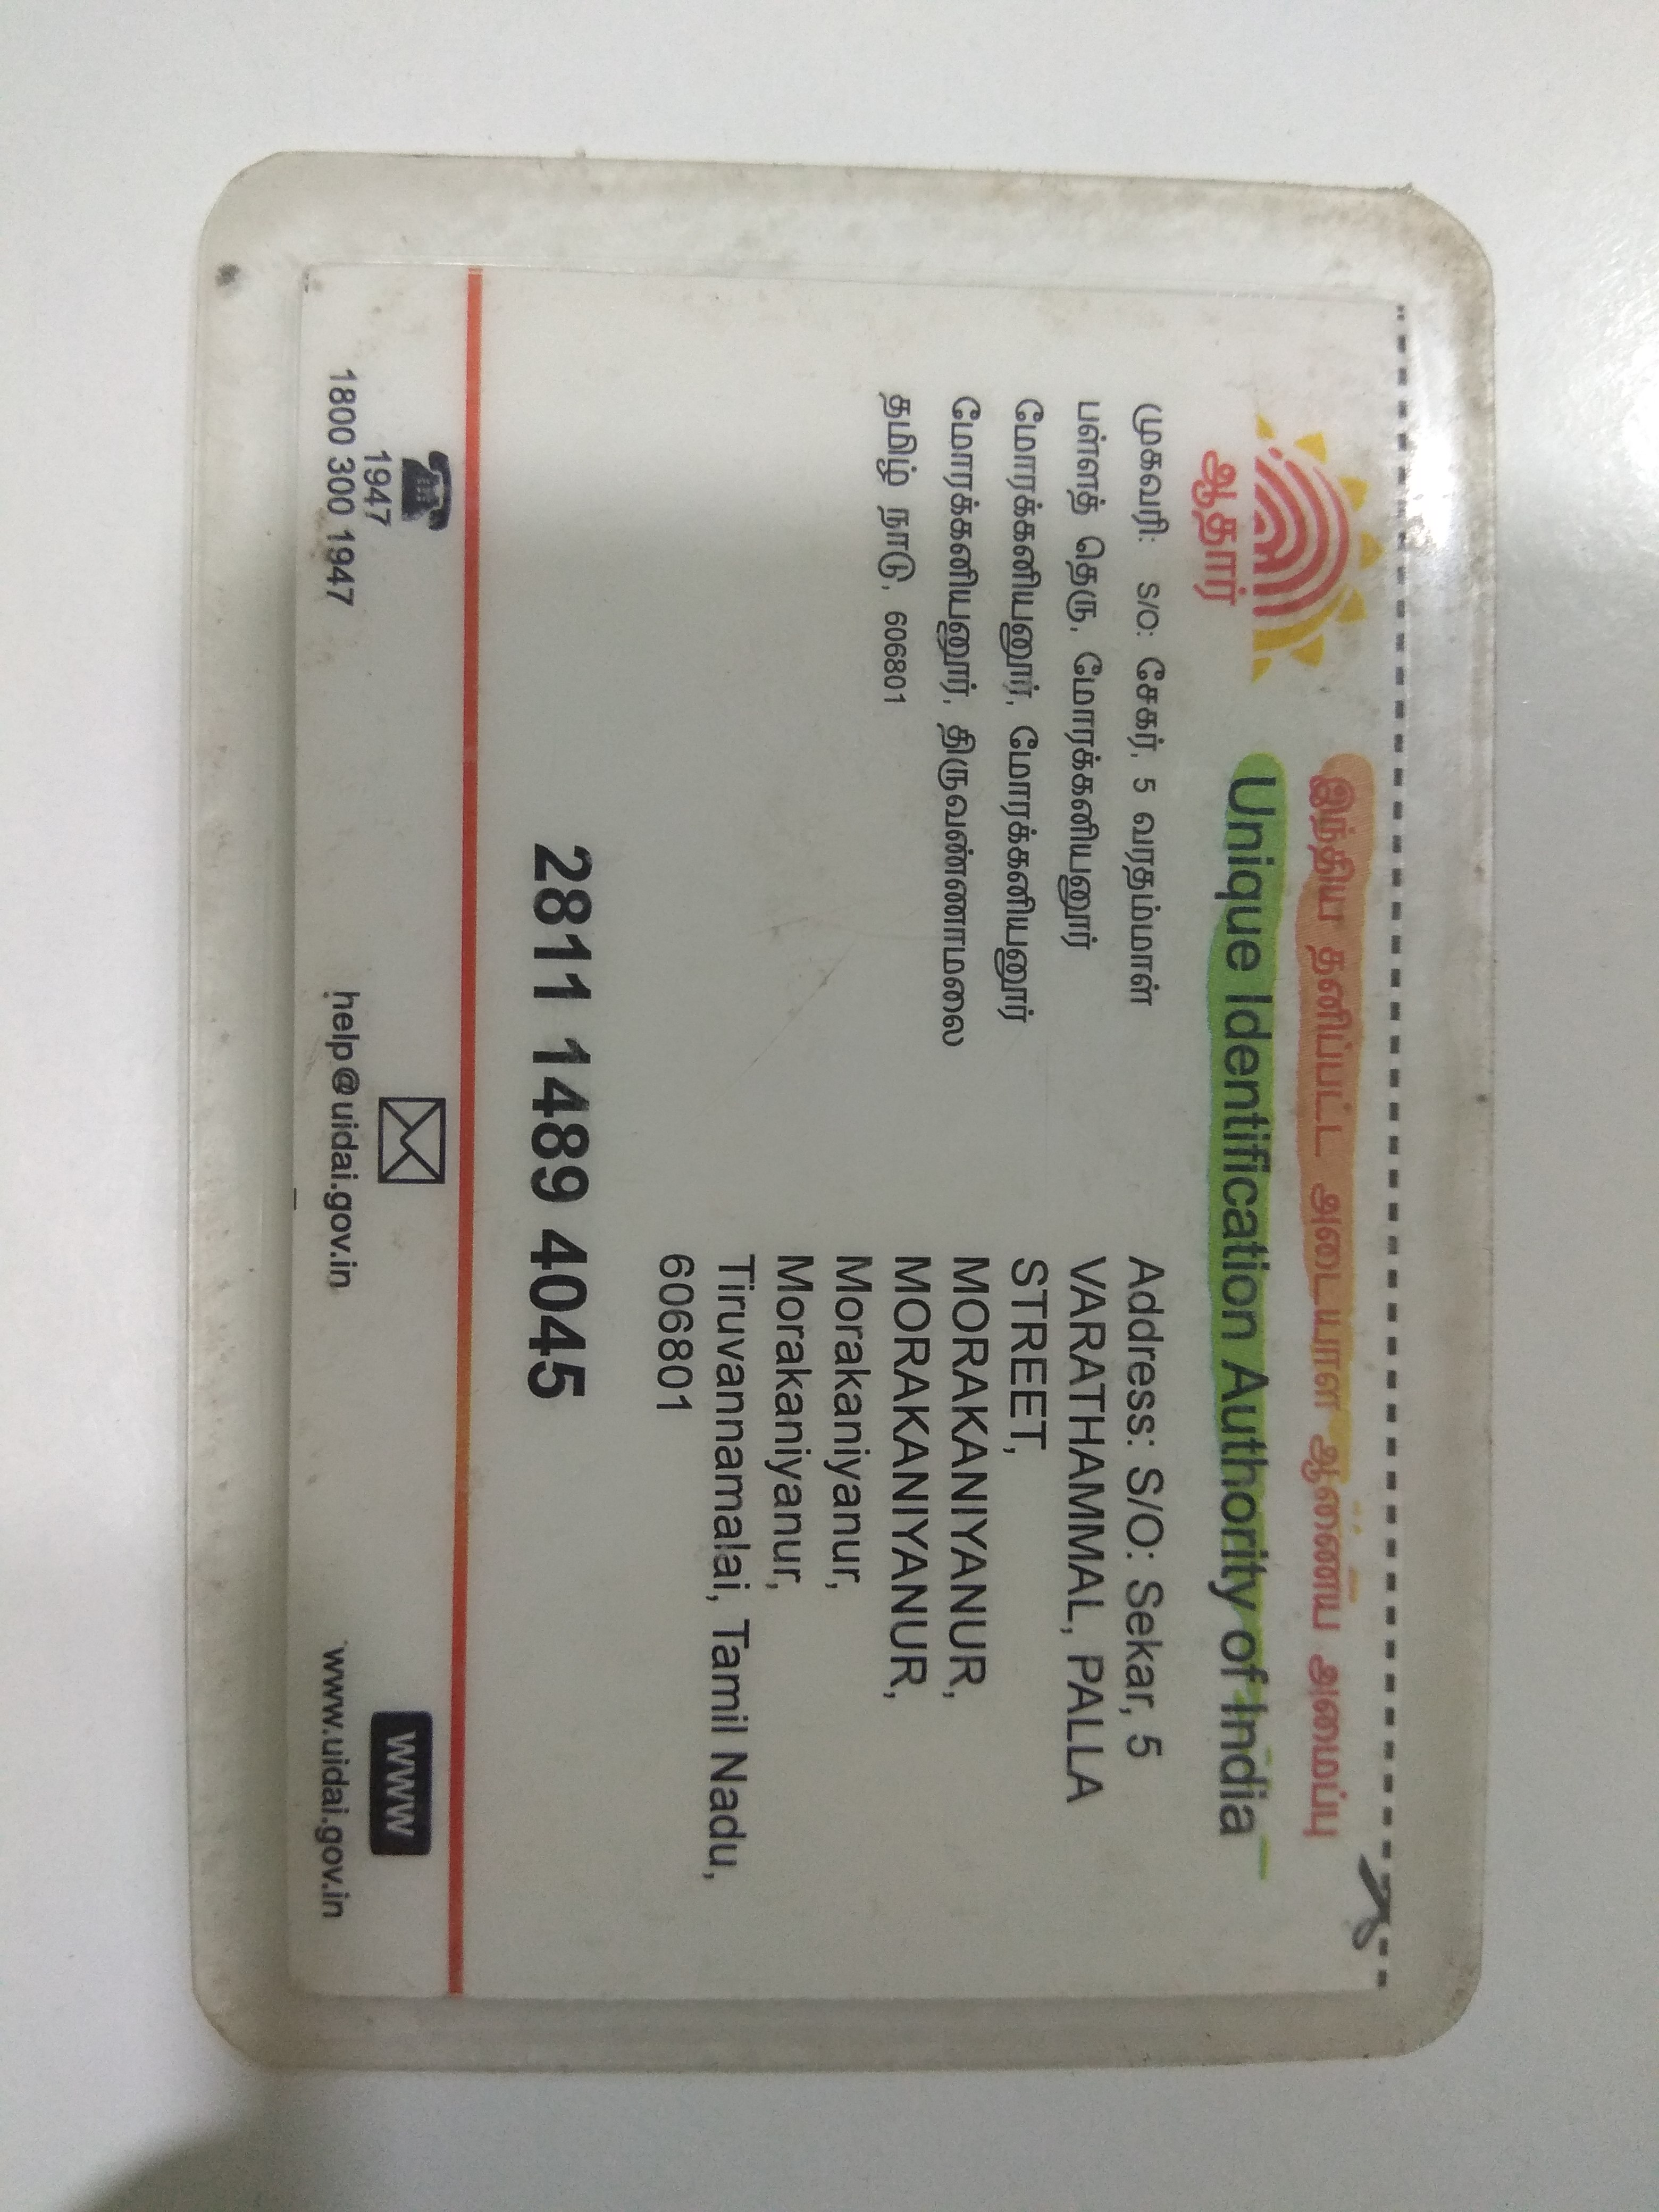 இந்திய தனிப்பட்ட அடையாள ஆணைய அமைப்பு
Unique Identification Authority of India
ஆதார்
முகவரி: S/O: சேகர், 5 வரதம்மாள்
பள்ளத் தெரு, மோரக்கனியனூர்
மோரக்கனியனூர், மோரக்கனியனூர்
மோரக்கனியனூர், திருவண்ணாமலை
தமிழ் நாடு, 606801
Address: S/O: Sekar, 5
VARATHAMMAL, PALLA
STREET,
MORAKANIYANUR,
MORAKANIYANUR,
Morakaniyanur,
Morakaniyanur,
Tiruvannamalai, Tamil Nadu,
606801
2811 1489 4045
1947
1800 300 1947
help@uidai.gov.in
www
www.uidai.gov.in